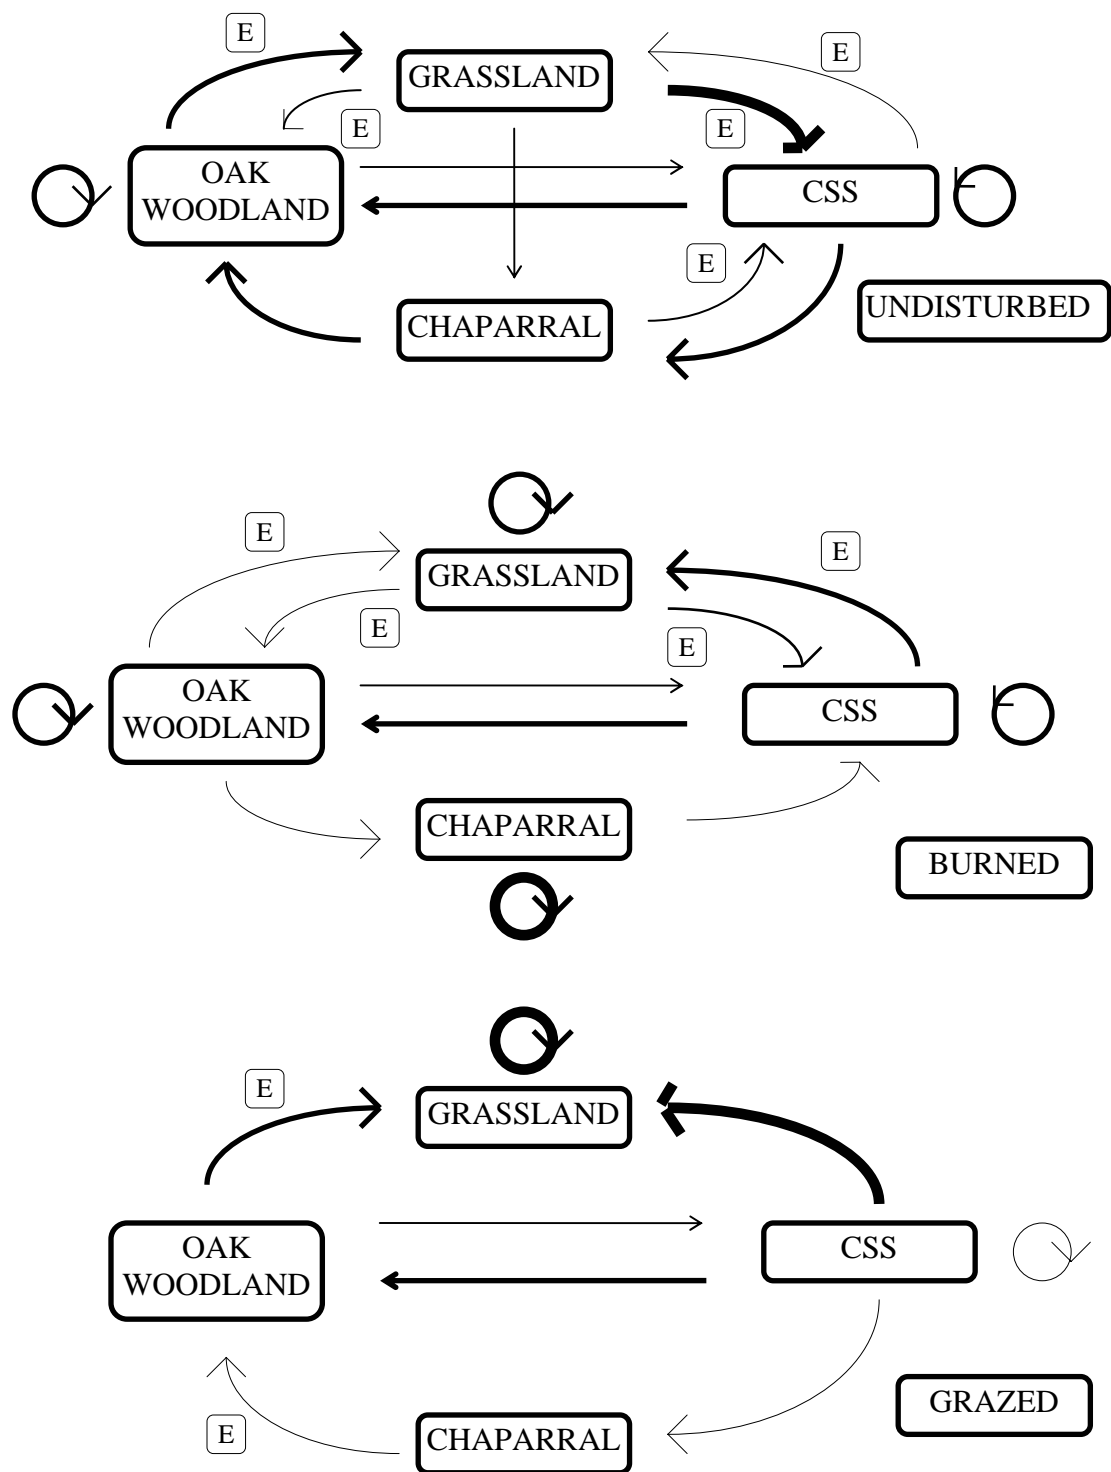 E
E
GRASSLAND
E
E
OAK
WOODLAND
CSS
E
UNDISTURBED
CHAPARRAL
E
E
GRASSLAND
E
E
OAK
WOODLAND
CSS
CHAPARRAL
BURNED
E
GRASSLAND
OAK
WOODLAND
CSS
GRAZED
E
CHAPARRAL